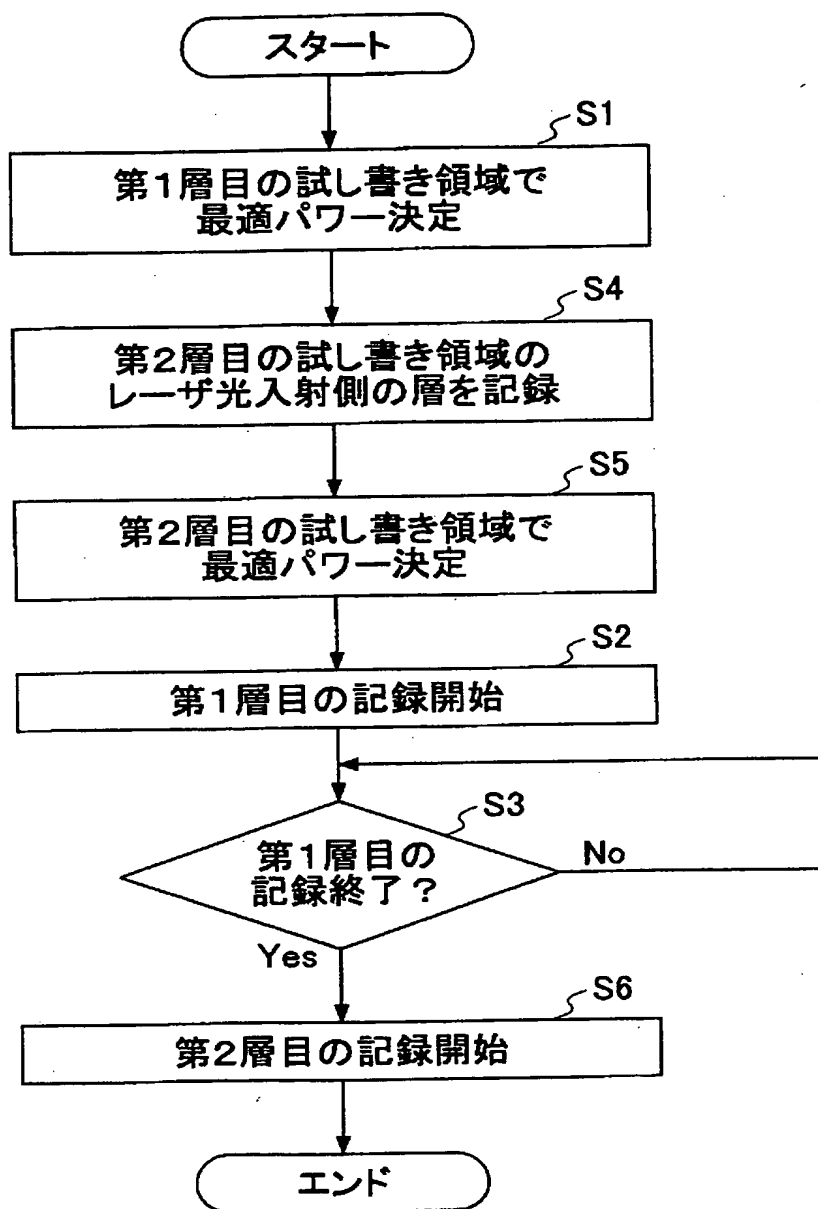 スタート
S1
第1層目の試し書き領域で
最適パワー決定
S4
第2層目の試し書き領域の
レーザ光入射側の層を記録
S5
第2層目の試し書き領域で
最適パワー決定
S2
第1層目の記録開始
S3
第1層目の
記録終了？
No
Yes
S6
第2層目の記録開始
エンド